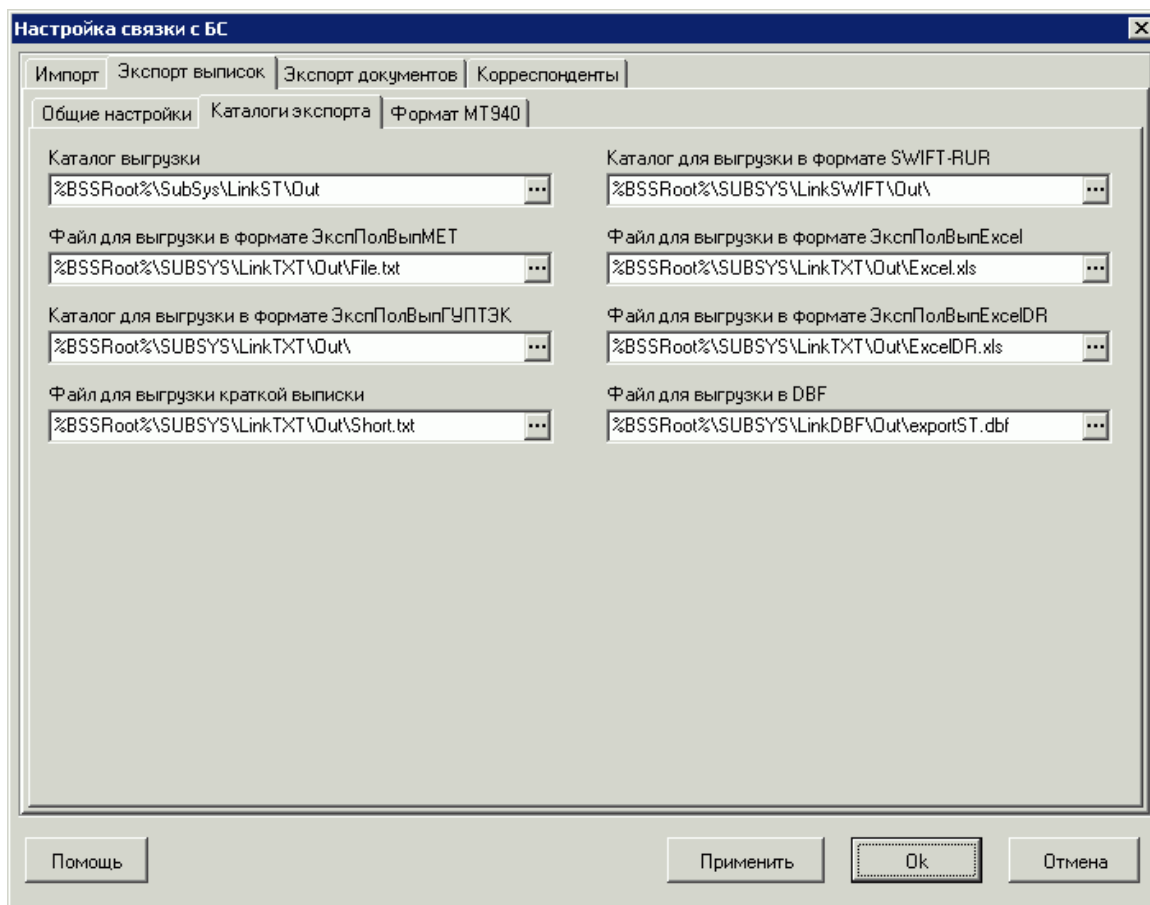 Настройка связки с БС
Импорт
Экспорт выписок
Экспорт документов
Корреспонденты
Общие настройки
Каталоги экспорта
Формат МТ940
Каталог выгрузки
%BSSRoot%\SubSys\LinkST\Out
...
Каталог для выгрузки в формате SWIFT-RUR
%BSSRoot%\SUBSYS\LinkSWIFT\Out\
...
Файл для выгрузки в формате ЭкспПолВыпМЕТ
%BSSRoot%\SUBSYS\LinkTXT\Out\File.txt
...
Файл для выгрузки в формате ЭкспПолВыпExcel
%BSSRoot%\SUBSYS\LinkTXT\Out\Excel.xls
...
Каталог для выгрузки в формате ЭкспПолВыпГУПТЭК
%BSSRoot%\SUBSYS\LinkTXT\Out\
...
Файл для выгрузки в формате ЭкспПолВыпExcelDR
%BSSRoot%\SUBSYS\LinkTXT\Out\ExcelDR.xls
...
Файл для выгрузки краткой выписки
%BSSRoot%\SUBSYS\LinkTXT\Out\Short.txt
...
Файл для выгрузки в DBF
%BSSRoot%\SUBSYS\LinkDBF\Out\exportST.dbf
...
Помощь
Применить
Ok
Отмена